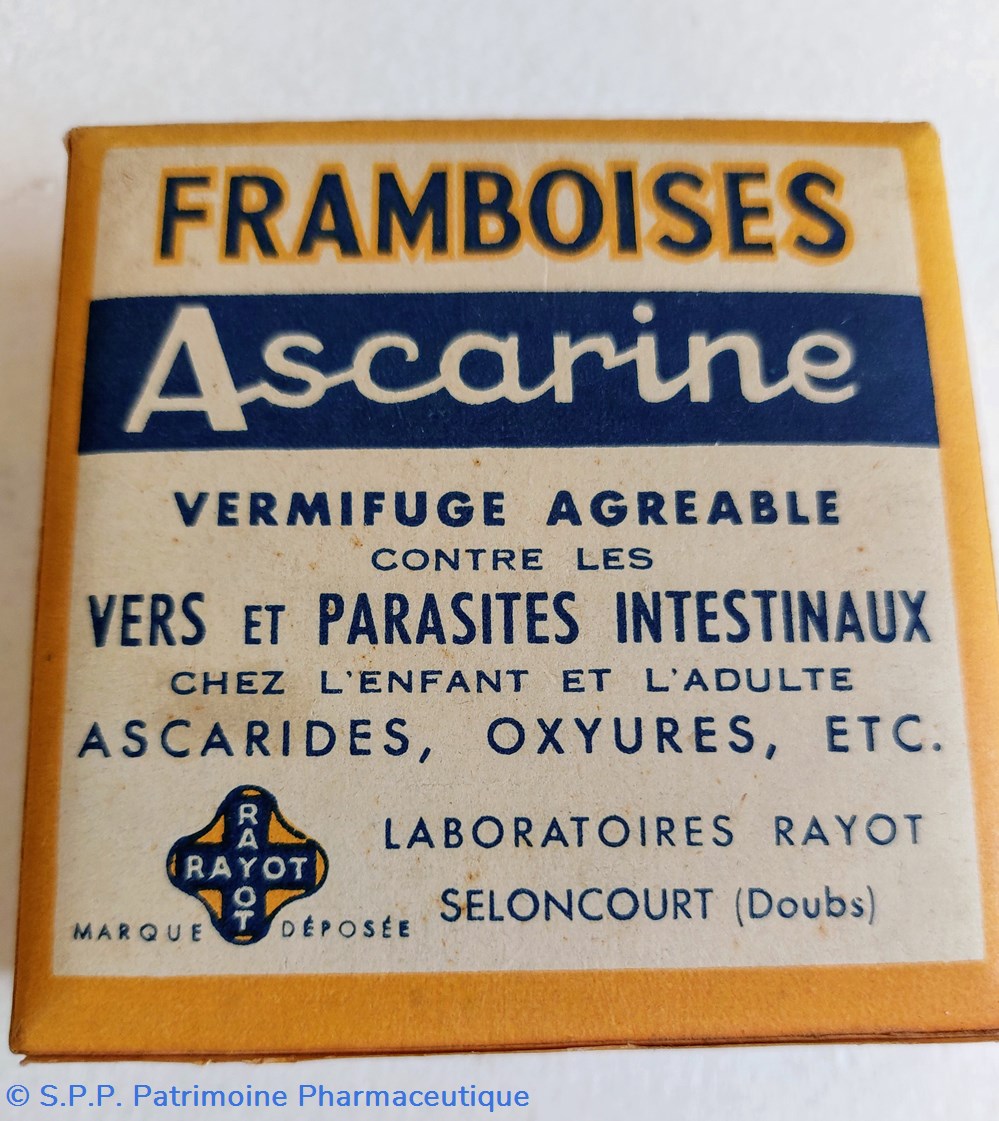 FRAMBOISES
Ascarine
VERMIFUGE AGREABLE
CONTRE LES
VERS ET PARASITES INTESTINAUX
CHEZ L'ENFANT ET L'ADULTE
ASCARIDES, OXYURES, ETC.
RAYOT
RAYOT
MARQUE DÉPOSÉE
LABORATOIRES RAYOT
SELONCOURT (Doubs)
© S.P.P. Patrimoine Pharmaceutique